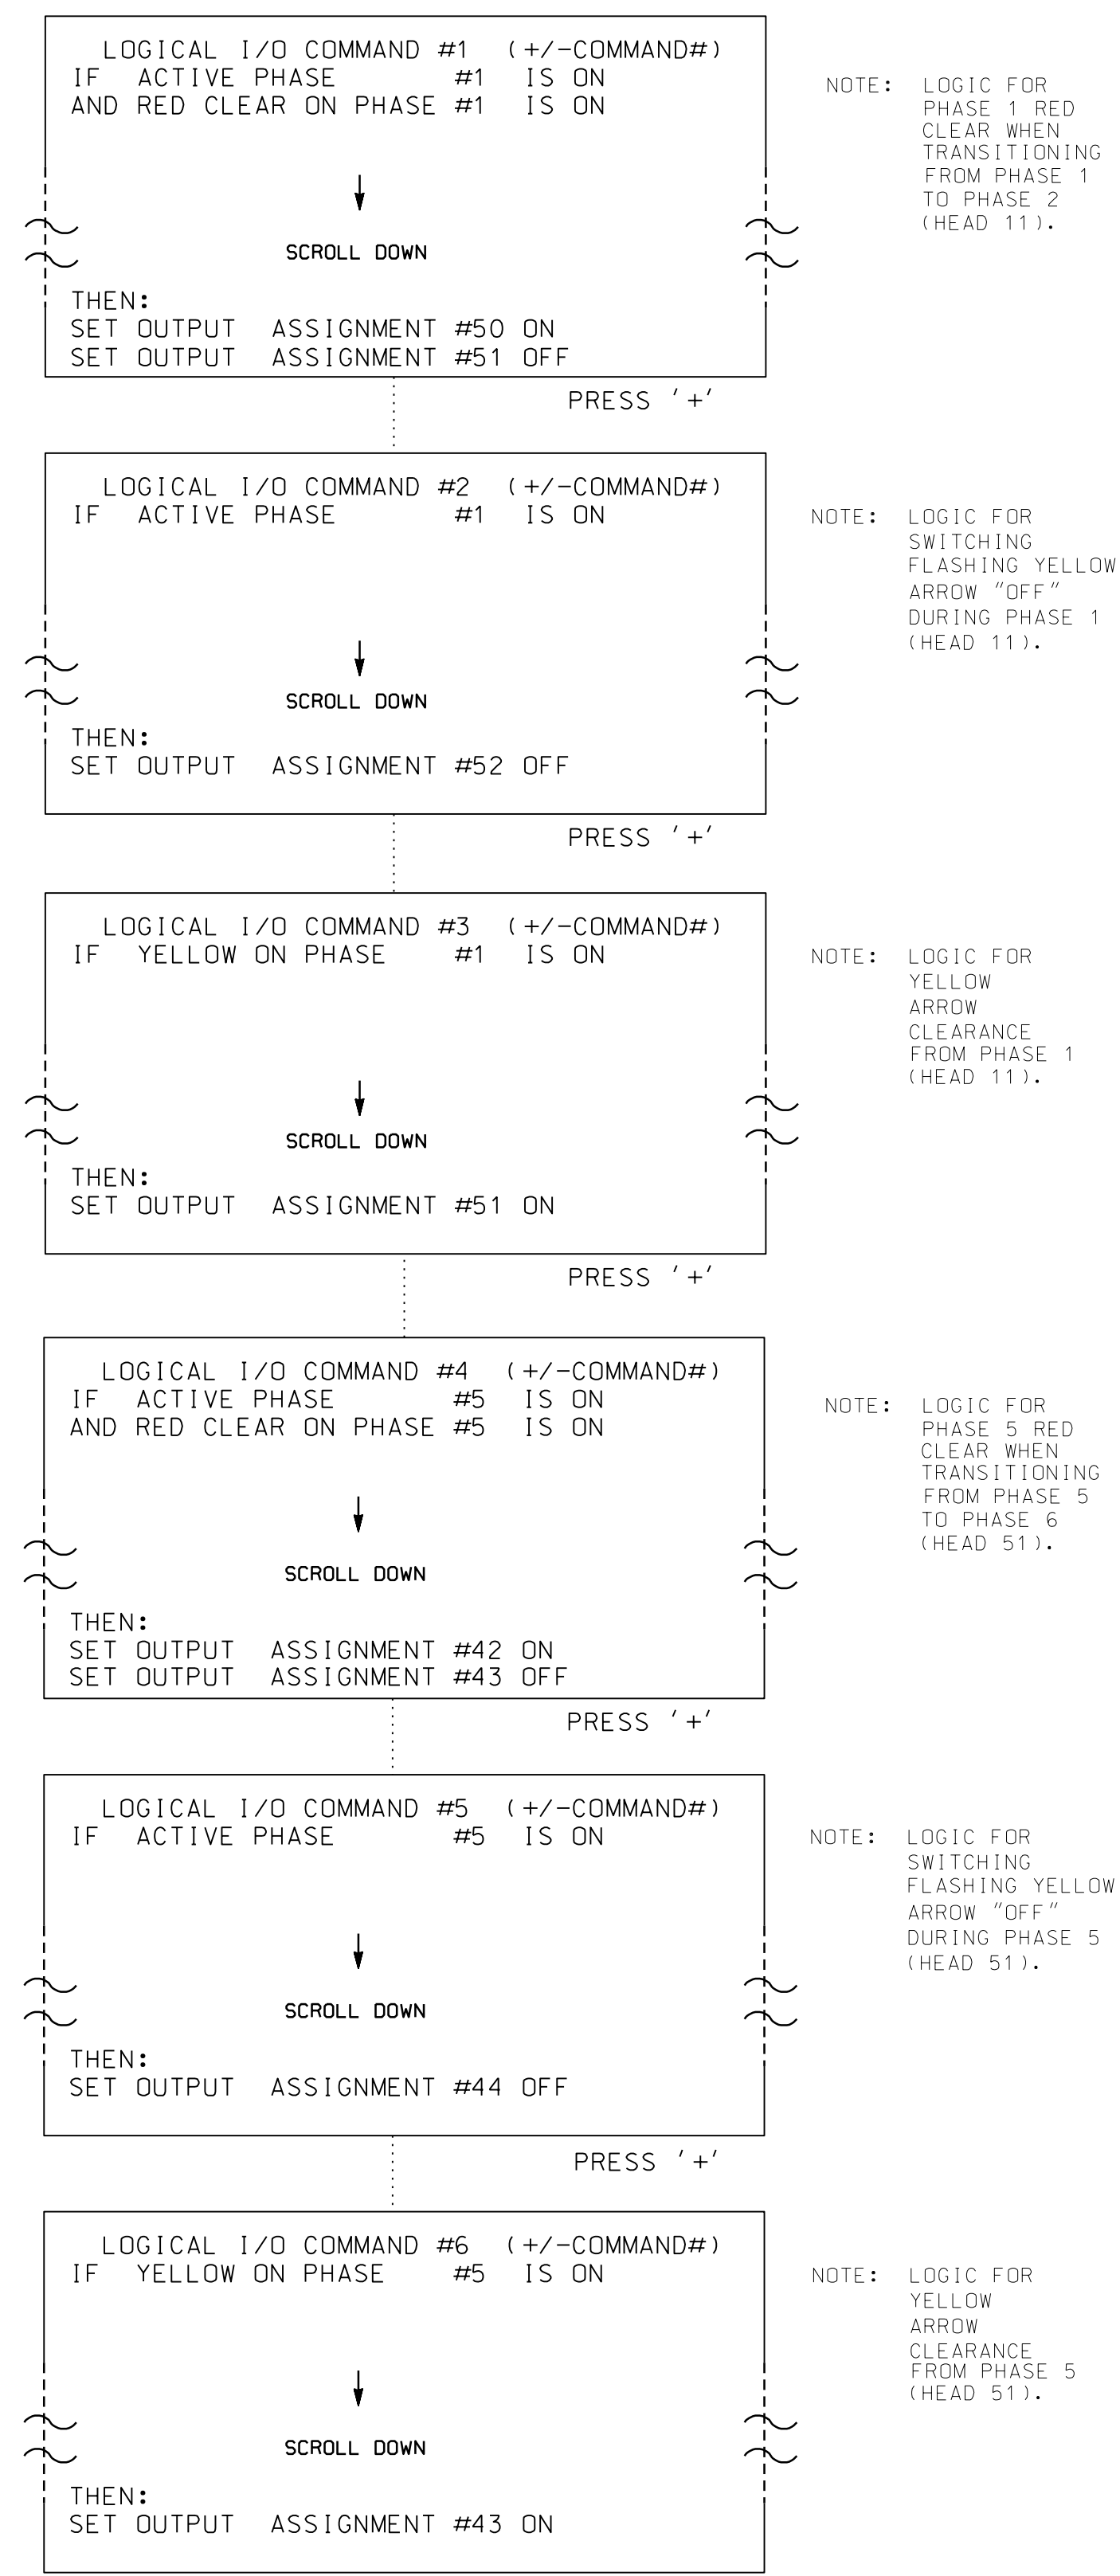 LOGICAL I/O COMMAND #1 (+/-COMMAND#)
IF ACTIVE PHASE #1 IS ON
AND RED CLEAR ON PHASE #1 IS ON
SCROLL DOWN
THEN:
SET OUTPUT ASSIGNMENT #50 ON
SET OUTPUT ASSIGNMENT #51 OFF
NOTE: LOGIC FOR
PHASE 1 RED
CLEAR WHEN
TRANSITIONING
FROM PHASE 1
TO PHASE 2
(HEAD 11).
PRESS '+'
LOGICAL I/O COMMAND #2 (+/-COMMAND#)
IF ACTIVE PHASE #1 IS ON
SCROLL DOWN
THEN:
SET OUTPUT ASSIGNMENT #52 OFF
NOTE: LOGIC FOR
SWITCHING
FLASHING YELLOW
ARROW "OFF"
DURING PHASE 1
(HEAD 11).
PRESS '+'
LOGICAL I/O COMMAND #3 (+/-COMMAND#)
IF YELLOW ON PHASE #1 IS ON
SCROLL DOWN
THEN:
SET OUTPUT ASSIGNMENT #51 ON
NOTE: LOGIC FOR
YELLOW
ARROW
CLEARANCE
FROM PHASE 1
(HEAD 11).
PRESS '+'
LOGICAL I/O COMMAND #4 (+/-COMMAND#)
IF ACTIVE PHASE #5 IS ON
AND RED CLEAR ON PHASE #5 IS ON
SCROLL DOWN
THEN:
SET OUTPUT ASSIGNMENT #42 ON
SET OUTPUT ASSIGNMENT #43 OFF
NOTE: LOGIC FOR
PHASE 5 RED
CLEAR WHEN
TRANSITIONING
FROM PHASE 5
TO PHASE 6
(HEAD 51).
PRESS '+'
LOGICAL I/O COMMAND #5 (+/-COMMAND#)
IF ACTIVE PHASE #5 IS ON
SCROLL DOWN
THEN:
SET OUTPUT ASSIGNMENT #44 OFF
NOTE: LOGIC FOR
SWITCHING
FLASHING YELLOW
ARROW "OFF"
DURING PHASE 5
(HEAD 51).
PRESS '+'
LOGICAL I/O COMMAND #6 (+/-COMMAND#)
IF YELLOW ON PHASE #5 IS ON
SCROLL DOWN
THEN:
SET OUTPUT ASSIGNMENT #43 ON
NOTE: LOGIC FOR
YELLOW
ARROW
CLEARANCE
FROM PHASE 5
(HEAD 51).